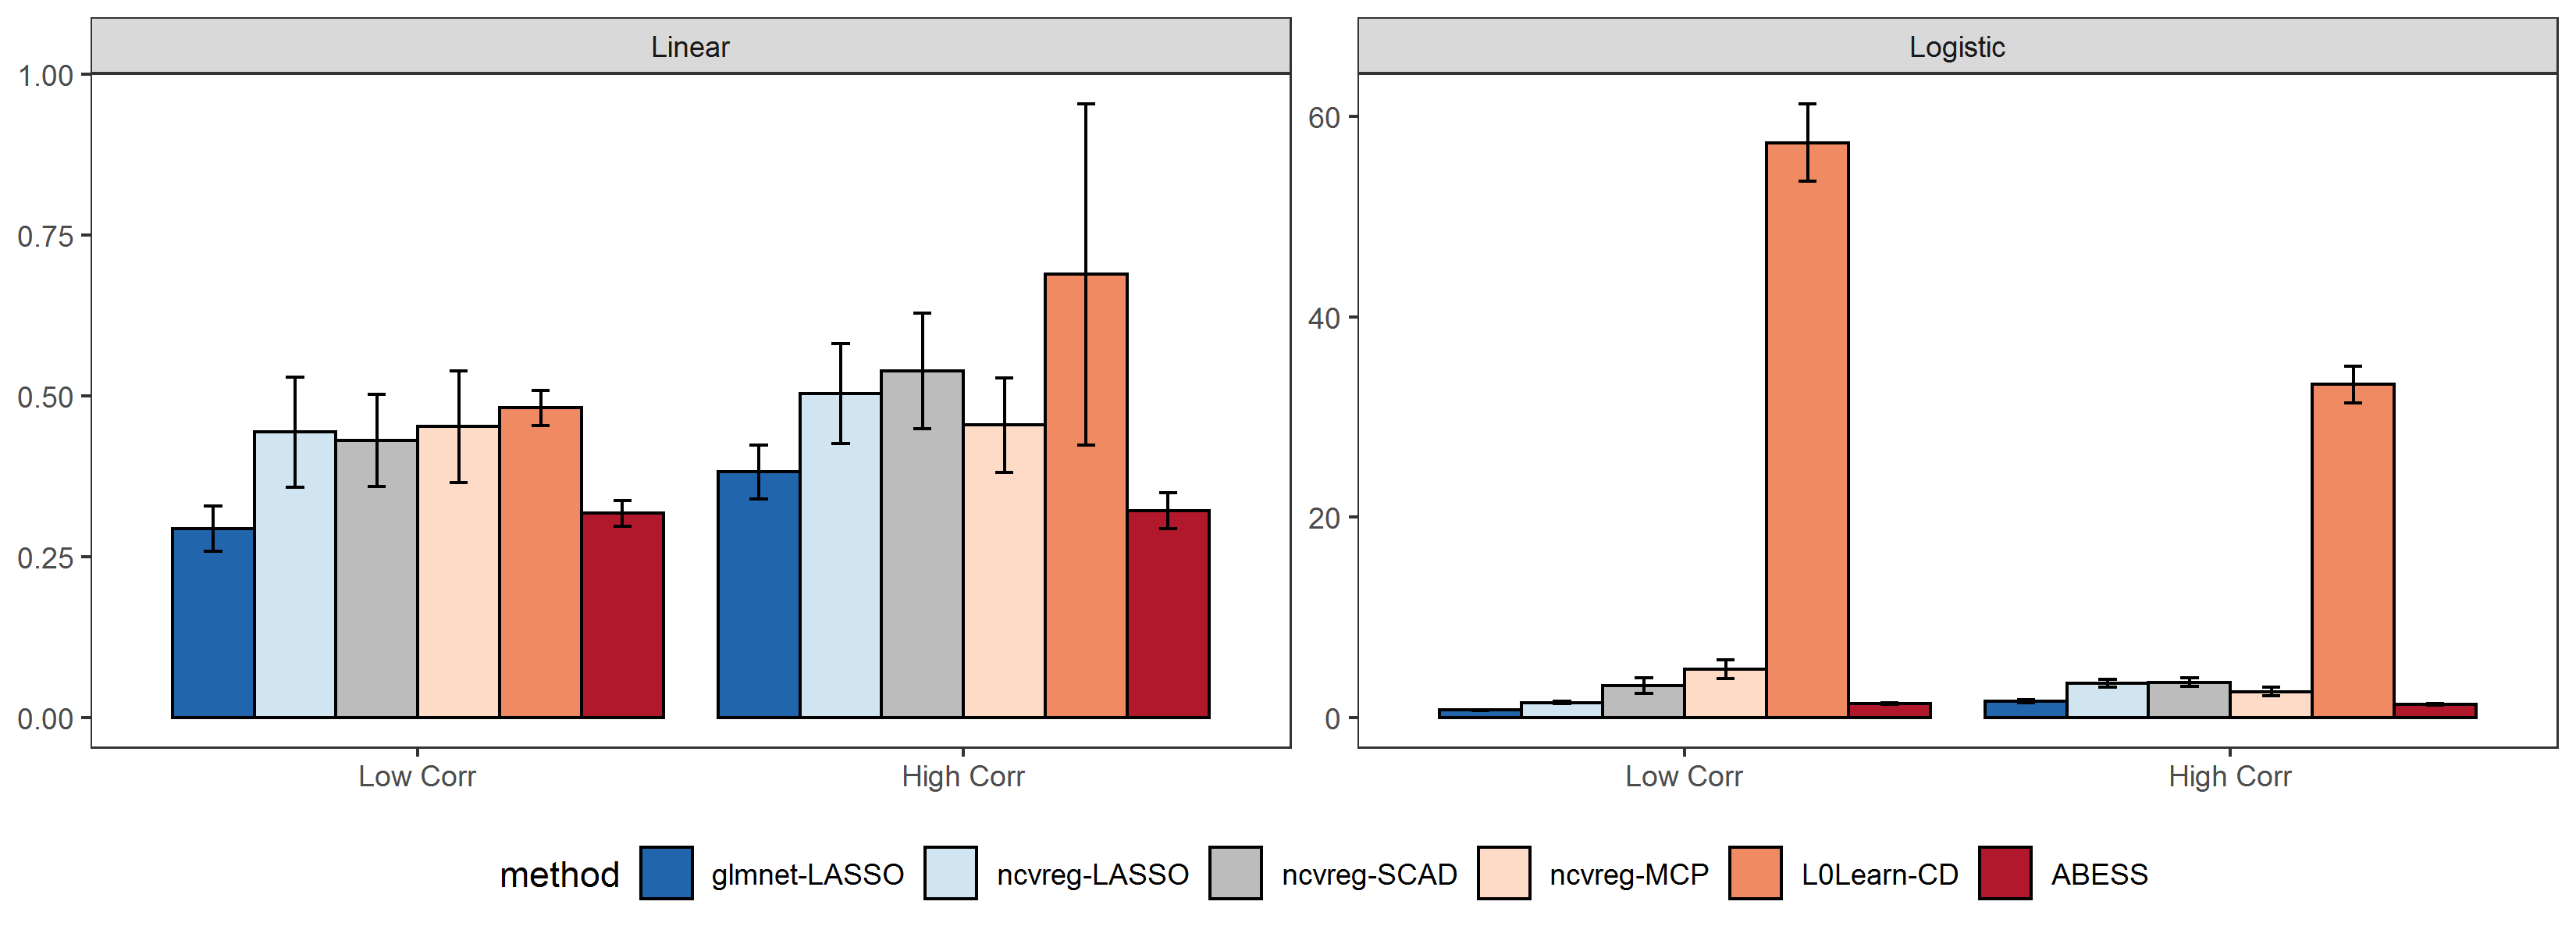 Linear
Logistic
1.00
0.75
0.50
0.25
0.00
60
40
20
0
Low Corr
High Corr
Low Corr
High Corr
method glmnet-LASSO ncvreg-LASSO ncvreg-SCAD ncvreg-MCP L0Learn-CD ABESS